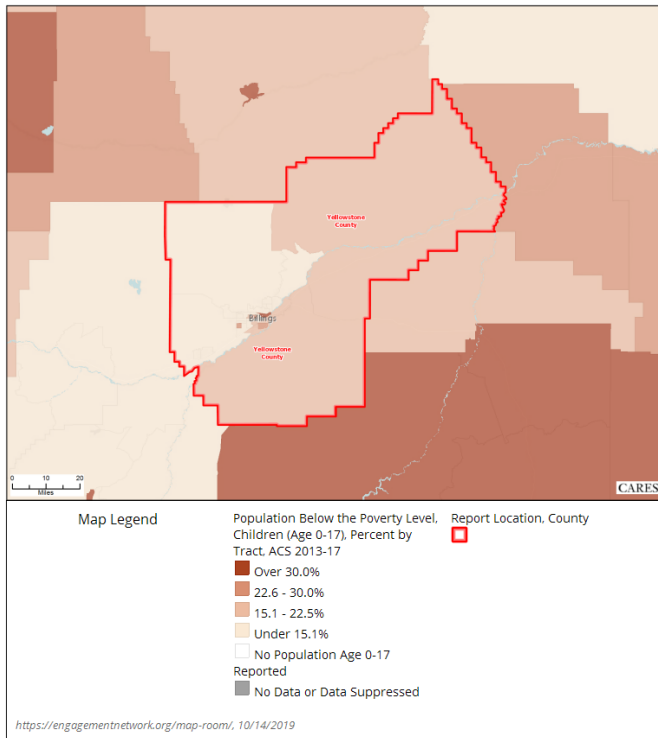 Yellowstone
County
Billings
Yellowstone
County
0 10 20
Miles
CARES
Map Legend
Population Below the Poverty Level,
Children (Age 0-17), Percent by
Tract, ACS 2013-17
Over 30.0%
22.6 - 30.0%
15.1 - 22.5%
Under 15.1%
No Population Age 0-17
Reported
No Data or Data Suppressed
Report Location, County
https://engagementnetwork.org/map-room/, 10/14/2019